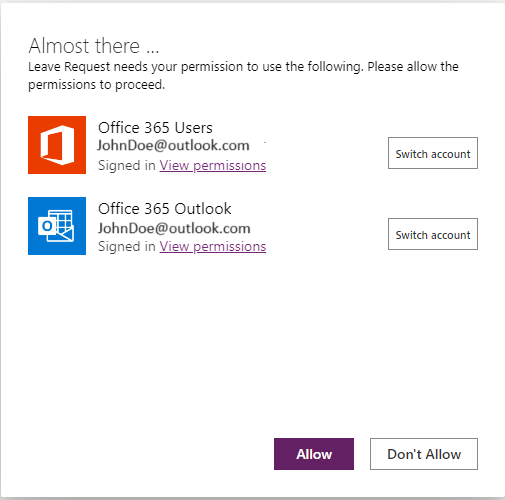 Almost there ...
Leave Request needs your permission to use the following. Please allow the
permissions to proceed.
Office 365 Users
JohnDoe@outlook.com
Signed in View permissions
Switch account
Office 365 Outlook
JohnDoe@outlook.com
Signed in View permissions
Switch account
Allow
Don't Allow